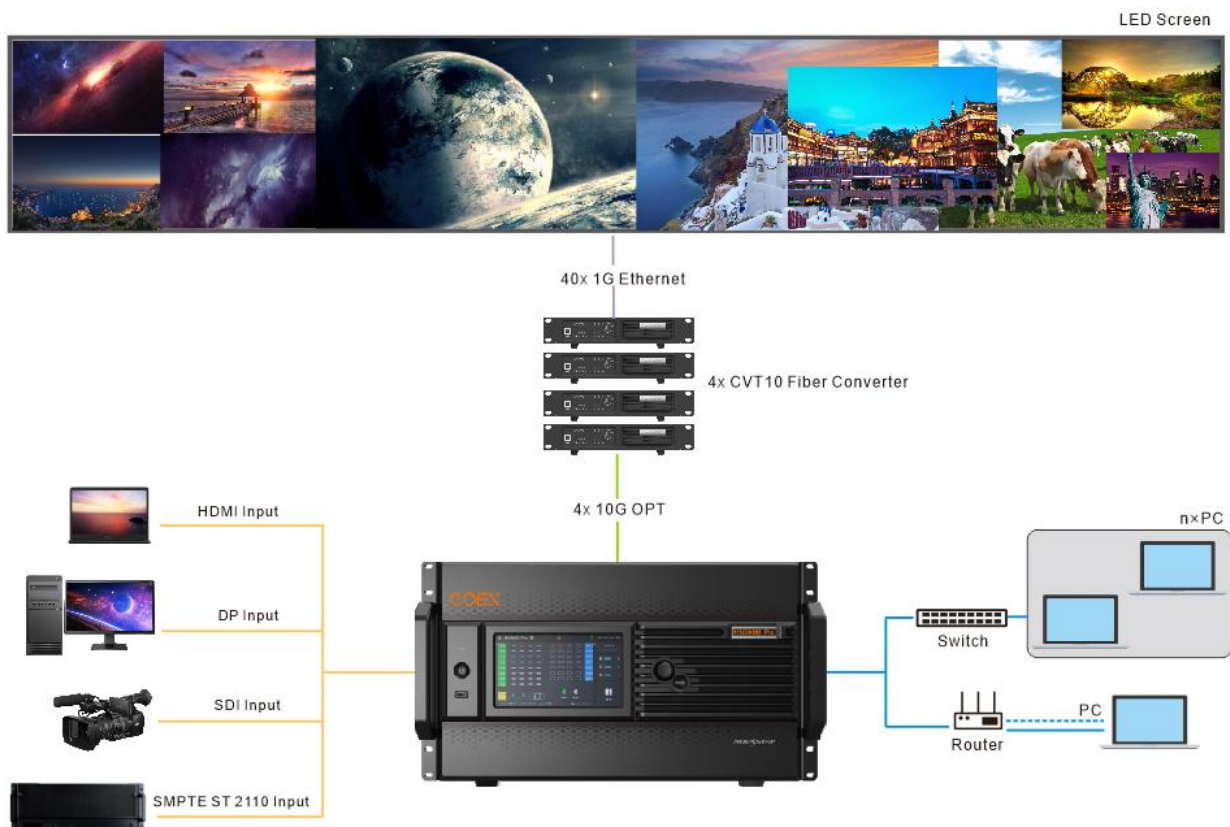 LED Screen
40x 1G Ethernet
4x CVT10 Fiber Converter
4x 10G OPT
HDMI Input
n×PC
COEX
DP Input
Switch
SDI Input
PC
Router
SMPTE ST 2110 Input